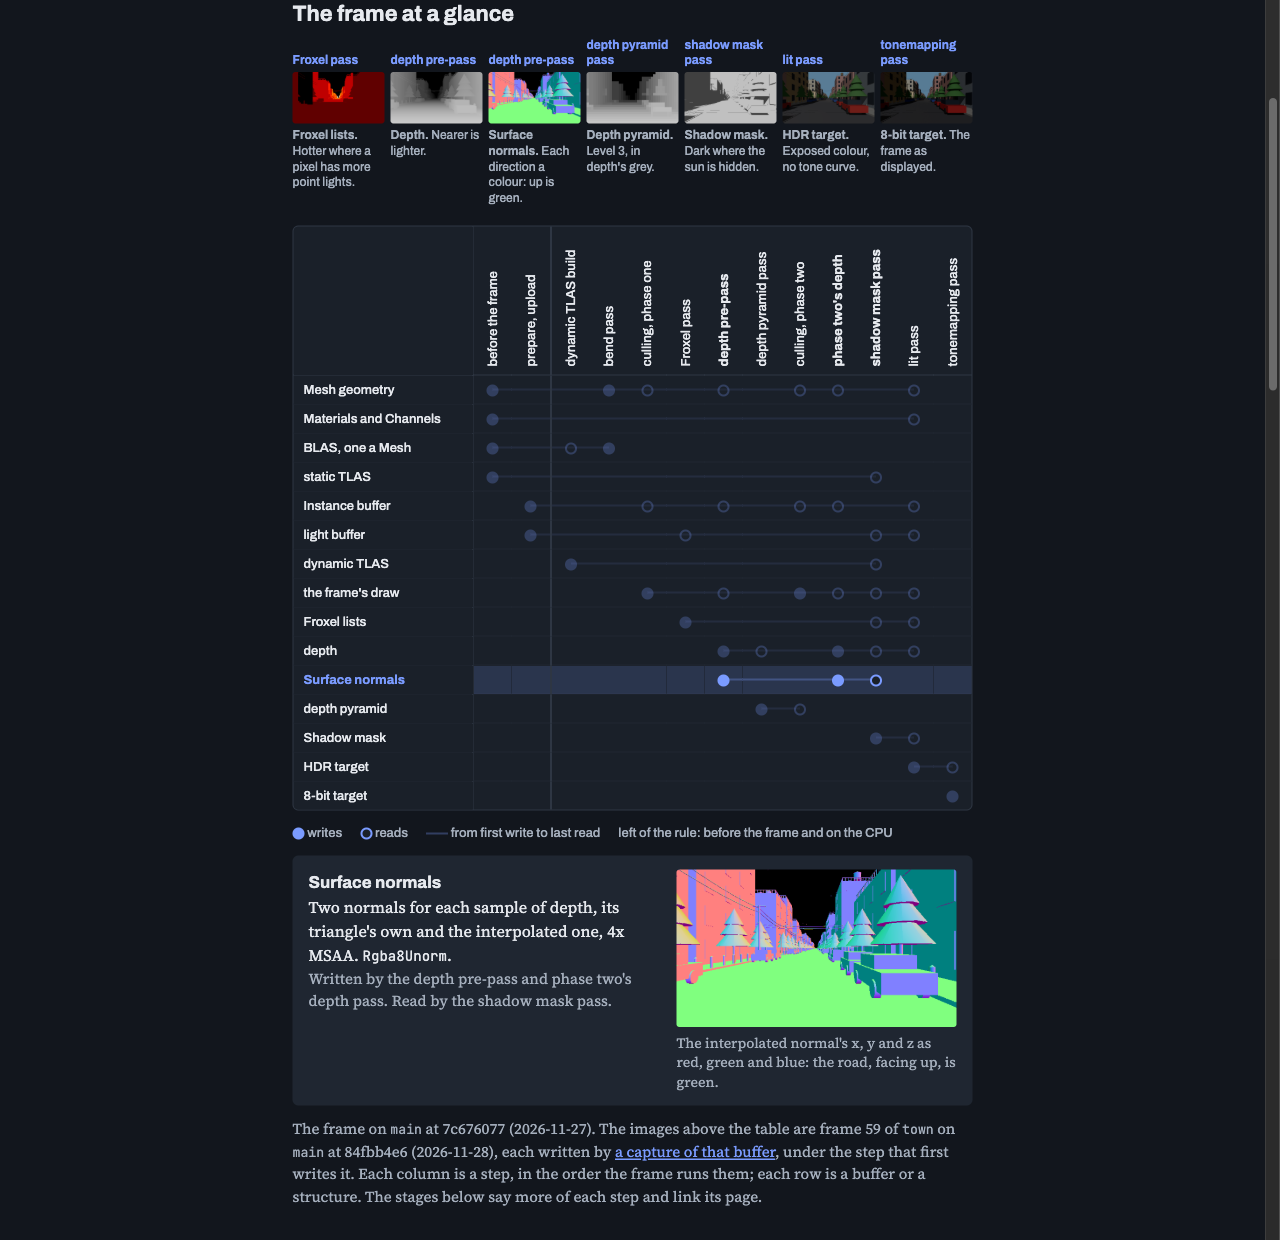 The frame at a glance
Froxel pass
depth pre-pass
depth pre-pass
depth pyramid
pass
shadow mask
pass
lit pass
tonemapping
pass
Froxel lists.
Hotter where a
pixel has more
point lights.
Depth. Nearer is
lighter.
Surface
normals. Each
direction a
colour: up is
green.
Depth pyramid.
Level 3, in
depth's grey.
Shadow mask.
Dark where the
sun is hidden.
HDR target.
Exposed colour,
no tone curve.
8-bit target. The
frame as
displayed.
before the frame
prepare, upload
dynamic TLAS build
bend pass
culling, phase one
Froxel pass
depth pre-pass
depth pyramid pass
culling, phase two
phase two's depth
shadow mask pass
lit pass
tonemapping pass
Mesh geometry
Materials and Channels
BLAS, one a Mesh
static TLAS
Instance buffer
light buffer
dynamic TLAS
the frame's draw
Froxel lists
depth
Surface normals
depth pyramid
Shadow mask
HDR target
8-bit target
writes reads from first write to last read left of the rule: before the frame and on the CPU
Surface normals
Two normals for each sample of depth, its
triangle's own and the interpolated one, 4x
MSAA. Rgba8Unorm.
Written by the depth pre-pass and phase two's
depth pass. Read by the shadow mask pass.
The interpolated normal's x, y and z as
red, green and blue: the road, facing up, is
green.
The frame on main at 7c676077 (2026-11-27). The images above the table are frame 59 of town on
main at 84fbb4e6 (2026-11-28), each written by a capture of that buffer, under the step that first
writes it. Each column is a step, in the order the frame runs them; each row is a buffer or a
structure. The stages below say more of each step and link its page.